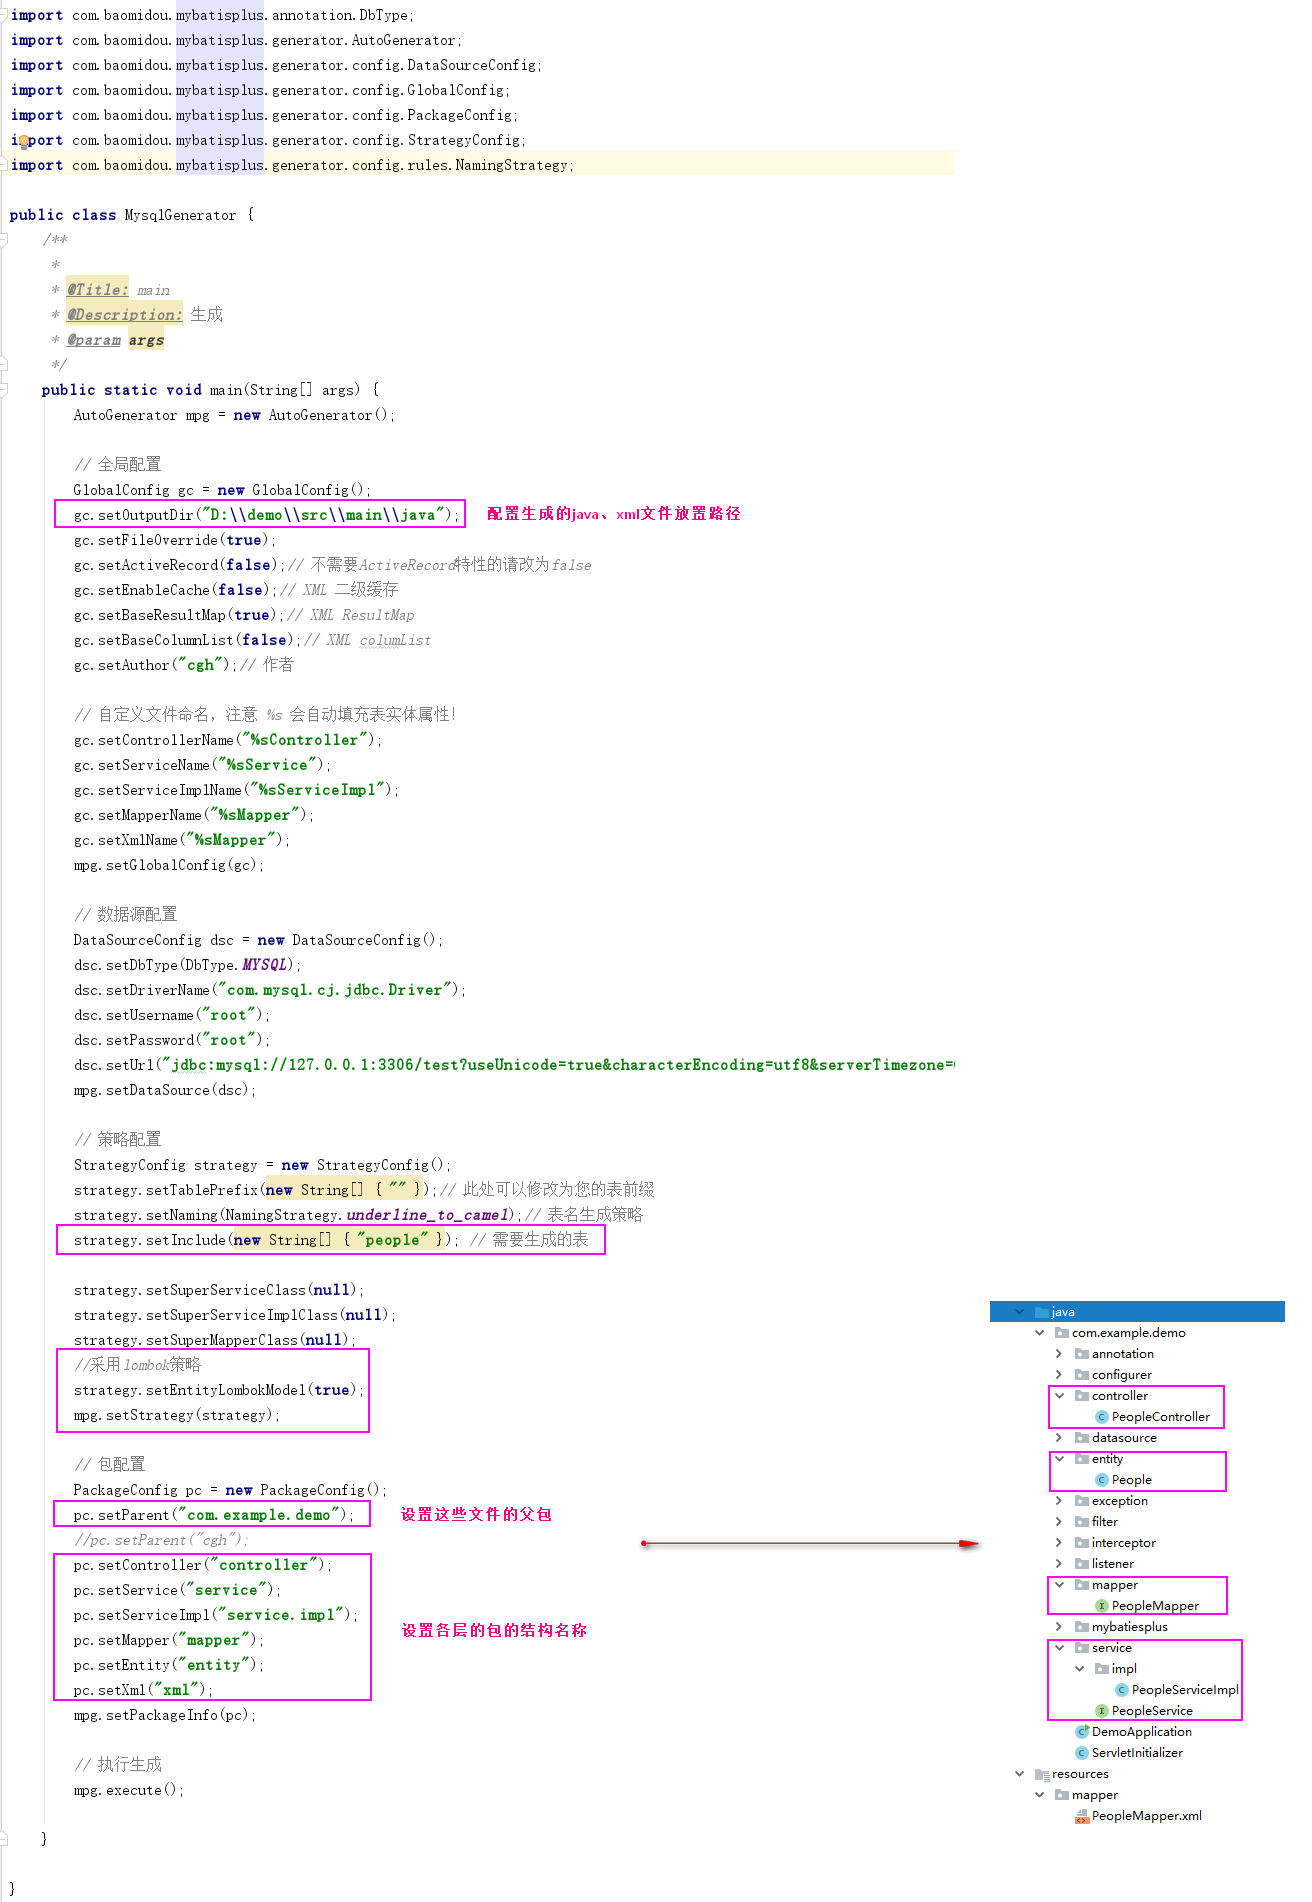 import com.baomidou.mybatisplus.annotation.DbType;
import com.baomidou.mybatisplus.generator.AutoGenerator;
import com.baomidou.mybatisplus.generator.config.DataSourceConfig;
import com.baomidou.mybatisplus.generator.config.GlobalConfig;
import com.baomidou.mybatisplus.generator.config.PackageConfig;
import com.baomidou.mybatisplus.generator.config.StrategyConfig;
import com.baomidou.mybatisplus.generator.config.rules.NamingStrategy;
public class MysqlGenerator {
/**
*
* @Title: main
* @Description: 生成
* @param args
*/
public static void main(String[] args) {
AutoGenerator mpg = new AutoGenerator();
// 全局配置
GlobalConfig gc = new GlobalConfig();
gc.setOutputDir("D:\\demo\\src\\main\\java"); 配置生成的java、xml文件放置路径
gc.setFileOverride(true);
gc.setActiveRecord(false);// 不需要ActiveRecord特性的请改为false
gc.setEnableCache(false);// XML 二级缓存
gc.setBaseResultMap(true);// XML ResultMap
gc.setBaseColumnList(false);// XML columList
gc.setAuthor("cgh");// 作者
// 自定义文件命名，注意 %s 会自动填充表实体属性！
gc.setControllerName("%sController");
gc.setServiceName("%sService");
gc.setServiceImplName("%sServiceImpl");
gc.setMapperName("%sMapper");
gc.setXmlName("%sMapper");
mpg.setGlobalConfig(gc);
// 数据源配置
DataSourceConfig dsc = new DataSourceConfig();
dsc.setDbType(DbType.MYSQL);
dsc.setDriverName("com.mysql.cj.jdbc.Driver");
dsc.setUsername("root");
dsc.setPassword("root");
dsc.setUrl("jdbc:mysql://127.0.0.1:3306/test?useUnicode=true&characterEncoding=utf8&serverTimezone=
mpg.setDataSource(dsc);
// 策略配置
StrategyConfig strategy = new StrategyConfig();
strategy.setTablePrefix(new String[] { "" });// 此处可以修改为您的表前缀
strategy.setNaming(NamingStrategy.underline_to_camel);// 表名生成策略
strategy.setInclude(new String[] { "people" }); // 需要生成的表
strategy.setSuperServiceClass(null);
strategy.setSuperServiceImplClass(null);
strategy.setSuperMapperClass(null);
//采用lombok策略
strategy.setEntityLombokModel(true);
mpg.setStrategy(strategy);
// 包配置
PackageConfig pc = new PackageConfig();
pc.setParent("com.example.demo"); 设置这些文件的父包
//pc.setParent("cgh");
pc.setController("controller");
pc.setService("service");
pc.setServiceImpl("service.impl");
设置各层的包的结构名称
pc.setMapper("mapper");
pc.setEntity("entity");
pc.setXml("xml");
mpg.setPackageInfo(pc);
// 执行生成
mpg.execute();
}
}
java
com.example.demo
annotation
configurer
controller
PeopleController
datasource
entity
People
exception
filter
interceptor
listener
mapper
PeopleMapper
mybatiesplus
service
impl
PeopleServiceImpl
PeopleService
DemoApplication
ServletInitializer
resources
mapper
PeopleMapper.xml